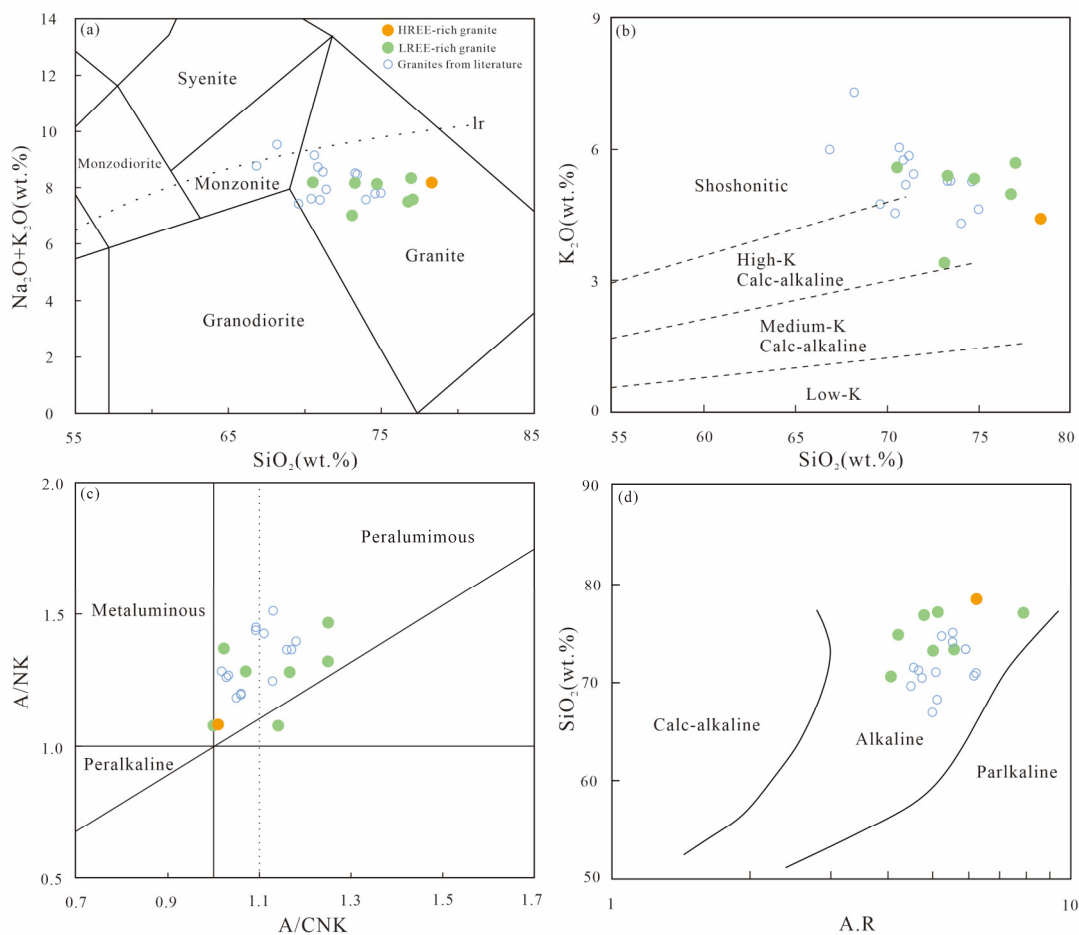 (a)
HREE-rich granite
LREE-rich granite
Granites from literature
Syenite
Monzodiorite
Monzonite
Ir
Granite
Granodiorite
14
12
10
8
6
4
2
0
Na₂O+K₂O(wt.%)
55
65
75
85
SiO₂(wt.%)
(b)
Shoshonitic
High-K
Calc-alkaline
Medium-K
Calc-alkaline
Low-K
9
6
3
0
K₂O(wt.%)
55
60
65
70
75
80
SiO₂(wt.%)
(c)
Peralumimous
Metaluminous
Peralkaline
2.0
1.5
1.0
0.5
A/NK
0.7
0.9
1.1
1.3
1.5
1.7
A/CNK
(d)
Calc-alkaline
Alkaline
Parlkaline
90
80
70
60
50
SiO₂(wt.%)
1
10
A.R